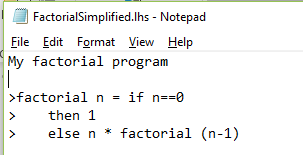 FactorialSimplified.lhs - Notepad
File Edit Format View Help
My factorial program

>factorial n = if n==0
>    then 1
>    else n * factorial (n-1)